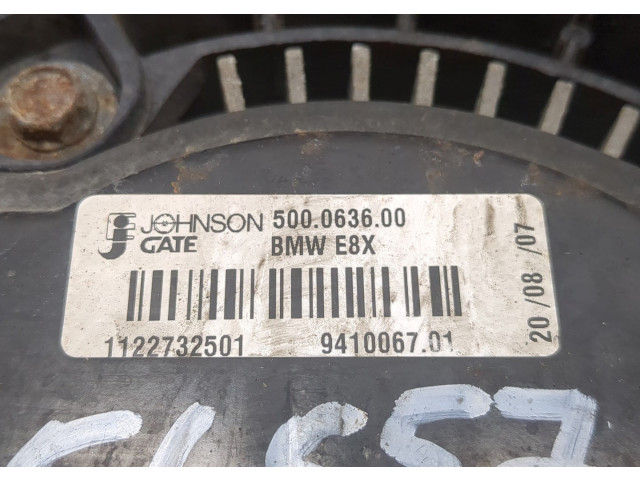 JOHNSON 500.0636.00
GATE BMW E8X
1122732501 9410067.01
20/08/07